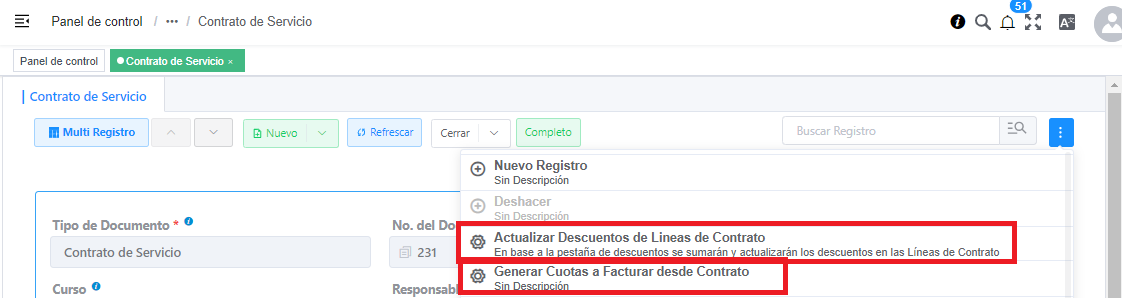 Panel de control / ··· / Contrato de Servicio
51
Panel de control
Contrato de Servicio ×
Contrato de Servicio
Multi Registro
Nuevo
Refrescar
Cerrar
Completo
Buscar Registro
Nuevo Registro
Sin Descripción
Deshacer
Sin Descripción
Tipo de Documento *
No. del Do
Actualizar Descuentos de Lineas de Contrato
En base a la pestaña de descuentos se sumarán y actualizarán los descuentos en las Líneas de Contrato
Contrato de Servicio
231
Generar Cuotas a Facturar desde Contrato
Sin Descripción
Curso
Responsabl